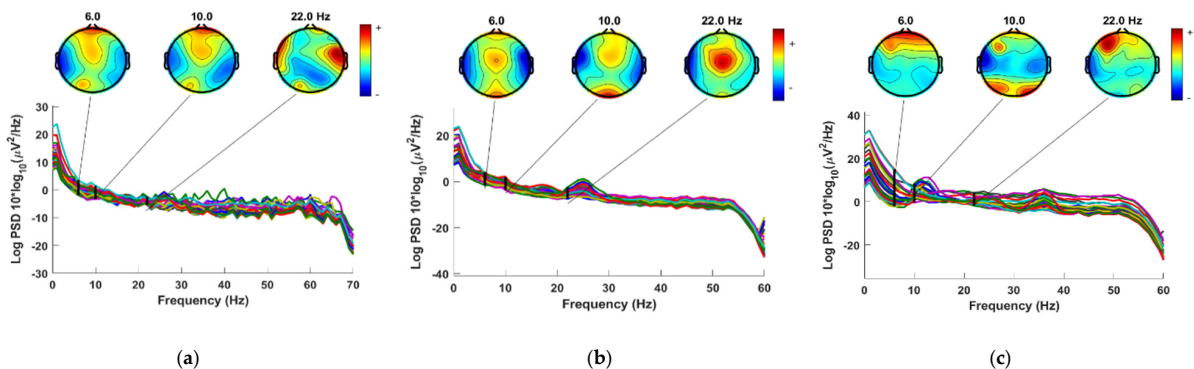 6.0 10.0 22.0 Hz
+
-
Log PSD 10*log10(μV2/Hz)
30
20
10
0
-10
-20
-30
0 10 20 30 40 50 60 70
Frequency (Hz)
(a)
6.0 10.0 22.0 Hz
+
-
Log PSD 10*log10(μV2/Hz)
20
0
-20
-40
0 10 20 30 40 50 60
Frequency (Hz)
(b)
6.0 10.0 22.0 Hz
+
-
Log PSD 10*log10(μV2/Hz)
40
20
0
-20
0 10 20 30 40 50 60
Frequency (Hz)
(c)